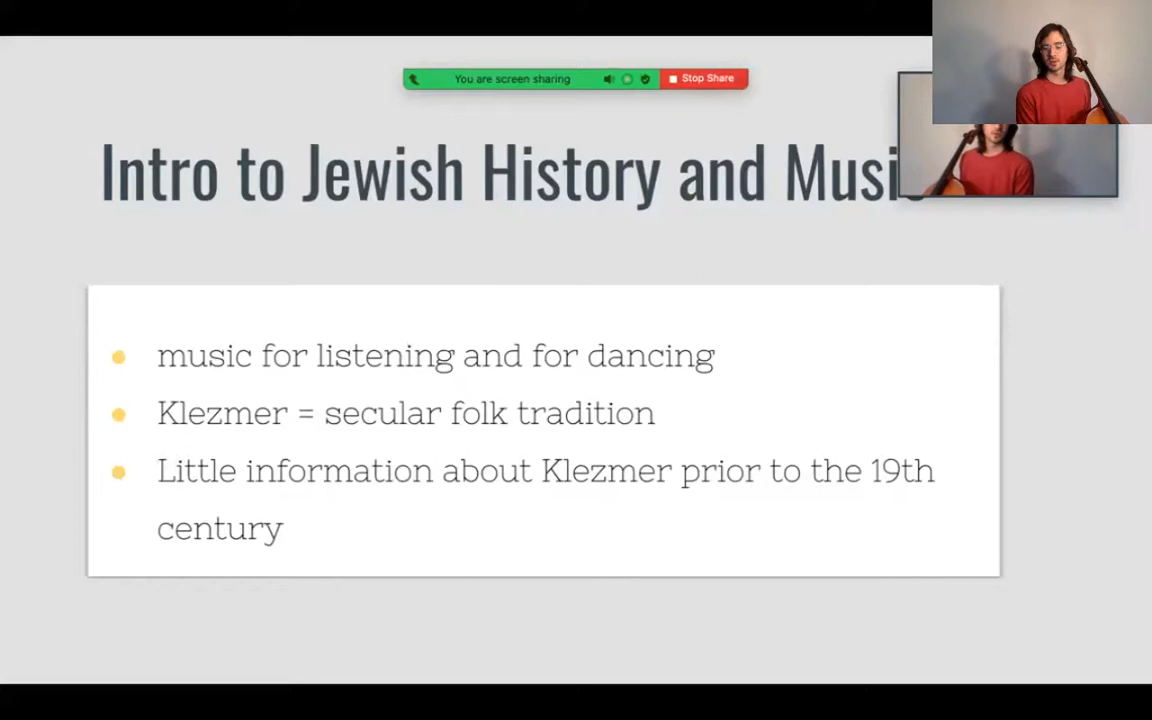 You are screen sharing
Stop Share
Intro to Jewish History and Music
music for listening and for dancing
Klezmer = secular folk tradition
Little information about Klezmer prior to the 19th
century